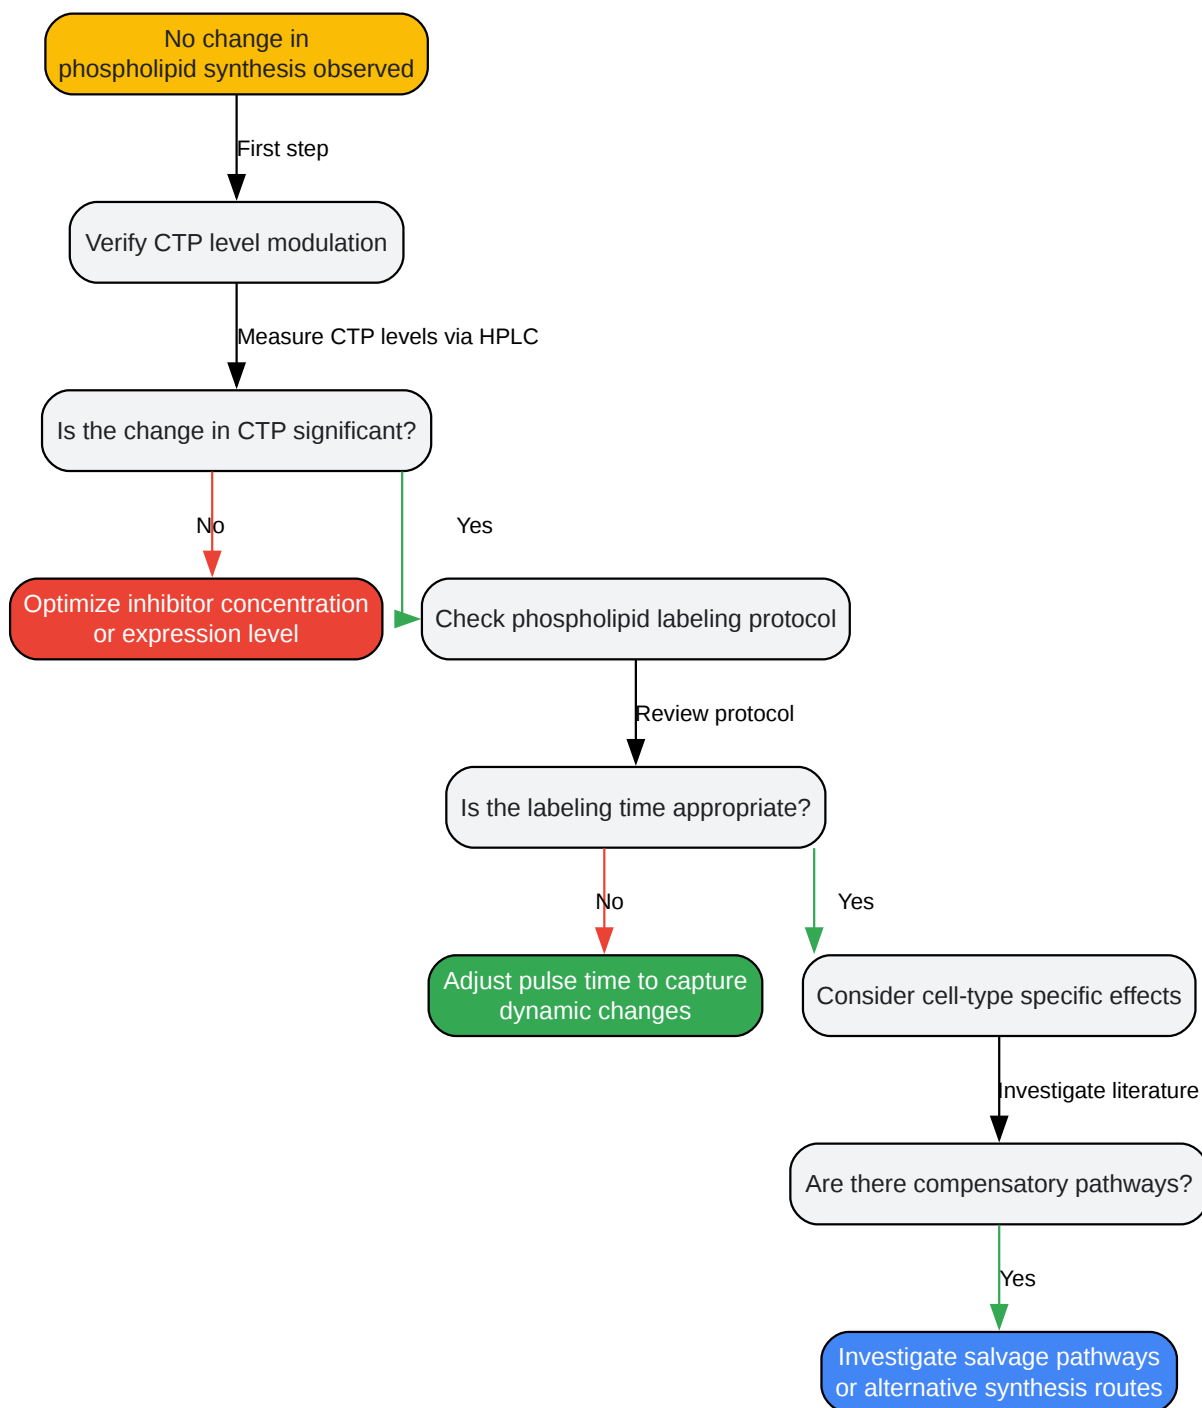 No change in
phospholipid synthesis observed
First step
Verify CTP level modulation
Measure CTP levels via HPLC
Is the change in CTP significant?
No
Yes
Optimize inhibitor concentration
or expression level
Check phospholipid labeling protocol
Review protocol
Is the labeling time appropriate?
No
Yes
Adjust pulse time to capture
dynamic changes
Consider cell-type specific effects
Investigate literature
Are there compensatory pathways?
Yes
Investigate salvage pathways
or alternative synthesis routes